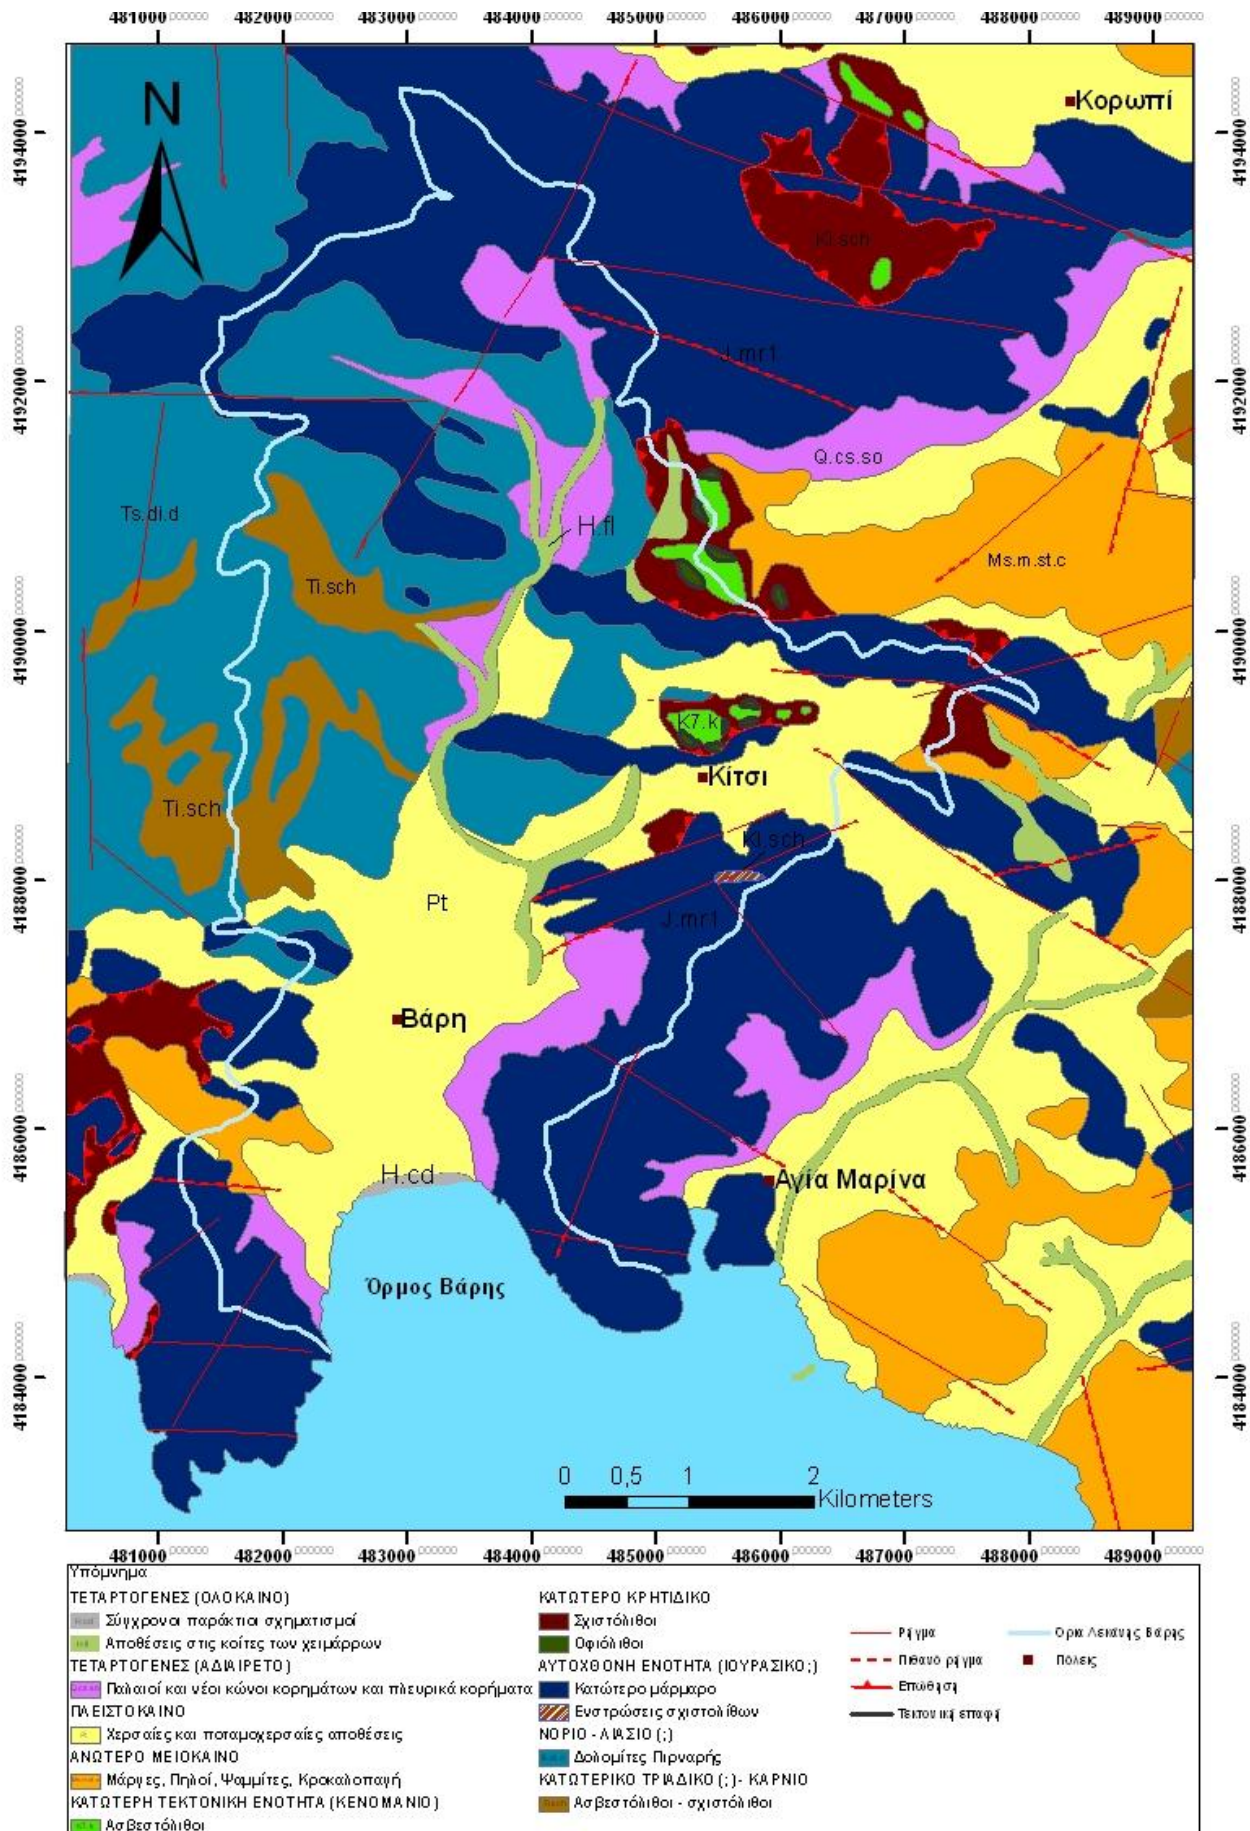 481000 482000 483000 484000 485000 486000 487000 488000 489000
N
Κορωπί
4194000 4194000
Kl.sch
J.mr1
4192000 4192000
Q.cs.so
Ts.di.d
H.fl
Ms.m.st.c
Ti.sch
4190000 4190000
K7.k
Κίτσι
Ti.sch
Kl.sch
4188000 4188000
Pt
J.mr1
Βάρη
4186000 4186000
H.cd
Αγία Μαρίνα
Όρμος Βάρης
4184000 4184000
0 0,5 1 2
Kilometers
481000 482000 483000 484000 485000 486000 487000 488000 489000
Υπόμνημα
ΤΕΤΑΡΤΟΓΕΝΕΣ (ΟΛΟΚΑΙΝΟ)
Σύγχρονοι παράκτιοι σχηματισμοί
Αποθέσεις στις κοίτες των χειμάρρων
ΤΕΤΑΡΤΟΓΕΝΕΣ (ΑΔΙΑΙΡΕΤΟ)
Παλαιοί και νέοι κώνοι κορημάτων και πλευρικά κορήματα
ΠΛΕΙΣΤΟΚΑΙΝΟ
Χερσαίες και ποταμοχερσαίες αποθέσεις
ΑΝΩΤΕΡΟ ΜΕΙΟΚΑΙΝΟ
Μάργες, Πηλοί, Ψαμμίτες, Κροκαλοπαγή
ΚΑΤΩΤΕΡΗ ΤΕΚΤΟΝΙΚΗ ΕΝΟΤΗΤΑ (ΚΕΝΟΜΑΝΙΟ)
Ασβεστόλιθοι
ΚΑΤΩΤΕΡΟ ΚΡΗΤΙΔΙΚΟ
Σχιστόλιθοι
Οφιόλιθοι
ΑΥΤΟΧΘΟΝΗ ΕΝΟΤΗΤΑ (ΙΟΥΡΑΣΙΚΟ;)
Κατώτερο μάρμαρο
Ενστρώσεις σχιστολίθων
ΝΟΡΙΟ - ΛΙΑΣΙΟ (;)
Δολομίτες Πιρναρής
ΚΑΤΩΤΕΡΙΚΟ ΤΡΙΑΔΙΚΟ (;)- ΚΑΡΝΙΟ
Ασβεστόλιθοι - σχιστόλιθοι
Ρήγμα
Πιθανό ρήγμα
Επώθηση
Τεκτονική επαφή
Όρια Λεκάνης Βάρης
Πόλεις